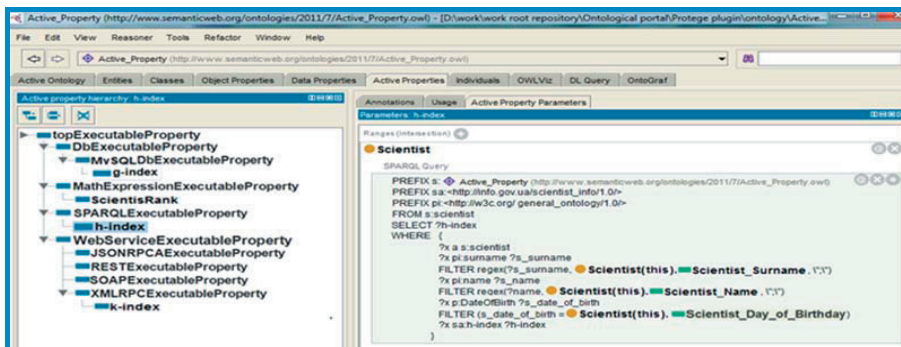 Active_Property (http://www.semanticweb.org/ontologies/2011/7/Active_Property.owl) - [D:\work\work root repository\Ontological portal\Protege plugin\ontology\Active...
File Edit View Reasoner Tools Refactor Window Help
Active_Property (http://www.semanticweb.org/ontologies/2011/7/Active_Property.owl)
Active Ontology Entities Classes Object Properties Data Properties Active Properties Individuals OWLViz DL Query OntoGraf
Active property hierarchy: h-index
topExecutableProperty
DbExecutableProperty
MySQLDbExecutableProperty
g-index
MathExpressionExecutableProperty
ScientisRank
SPARQLExecutableProperty
h-index
WebServiceExecutableProperty
JSONRPCAExecutableProperty
RESTExecutableProperty
SOAPExecutableProperty
XMLRPCExecutableProperty
k-index
Annotations Usage Active Property Parameters
Parameters: h-index
Ranges (Intersection)
Scientist
SPARQL Query
PREFIX s: Active_Property (http://www.semanticweb.org/ontologies/2011/7/Active_Property.owl)
PREFIX sa:<http://info.gov.ua/scientist_info/1.0/>
PREFIX pi:<http://w3c.org/ general_ontology/1.0/>
FROM s:scientist
SELECT ?h-index
WHERE {
?x a s:scientist
?x pi:surname ?s_surname
FILTER regex(?s_surname, Scientist(this). Scientist_Surname , \";\")
?x pi:name ?s_name
FILTER regex(?name, Scientist(this). Scientist_Name , \";\")
?x p:DateOfBirth ?s_date_of_birth
FILTER (s_date_of_birth = Scientist(this). Scientist_Day_of_Birthday)
?x sa:h-index ?h-index
}